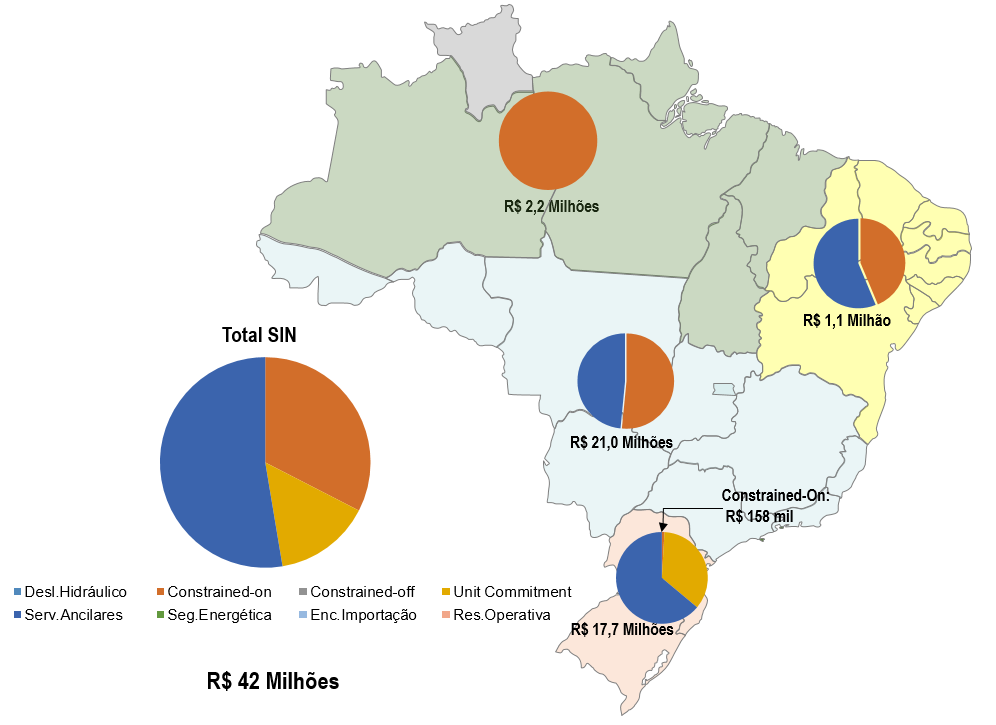 R$ 2,2 Milhões
R$ 1,1 Milhão
Total SIN
R$ 21,0 Milhões
Constrained-On:
R$ 158 mil
Desl.Hidráulico Constrained-on Constrained-off Unit Commitment
Serv.Ancilares Seg.Energética Enc.Importação Res.Operativa
R$ 17,7 Milhões
R$ 42 Milhões